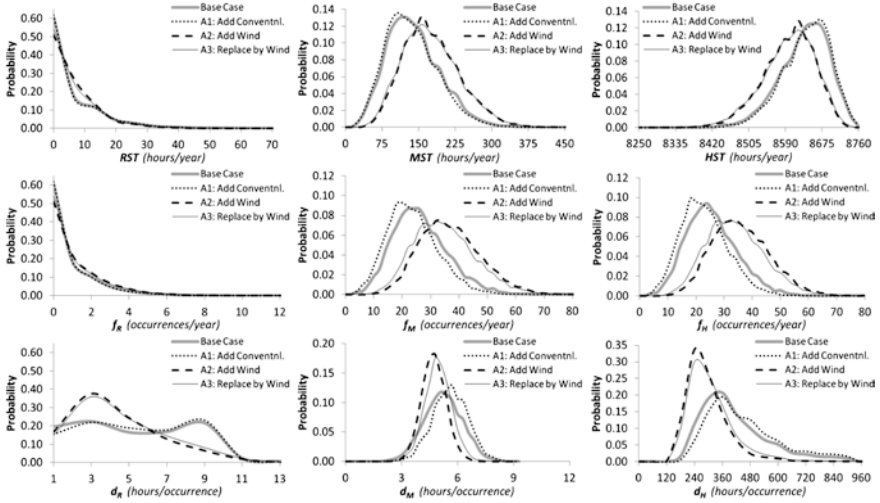 Probability
0.60
0.50
0.40
0.30
0.20
0.10
0.00
Base Case
A1: Add Conventnl.
A2: Add Wind
A3: Replace by Wind
0 10 20 30 40 50 60 70
RST (hours/year)
Probability
0.14
0.12
0.10
0.08
0.06
0.04
0.02
0.00
Base Case
A1: Add Conventnl.
A2: Add Wind
A3: Replace by Wind
0 75 150 225 300 375 450
MST (hours/year)
Probability
0.14
0.12
0.10
0.08
0.06
0.04
0.02
0.00
Base Case
A1: Add Conventnl.
A2: Add Wind
A3: Replace by Wind
8250 8335 8420 8505 8590 8675 8760
HST (hours/year)
Probability
0.60
0.50
0.40
0.30
0.20
0.10
0.00
Base Case
A1: Add Conventnl.
A2: Add Wind
A3: Replace by Wind
0 2 4 6 8 10 12
f_R (occurrences/year)
Probability
0.12
0.10
0.08
0.06
0.04
0.02
0.00
Base Case
A1: Add Conventnl.
A2: Add Wind
A3: Replace by Wind
0 10 20 30 40 50 60 70 80
f_M (occurrences/year)
Probability
0.12
0.10
0.08
0.06
0.04
0.02
0.00
Base Case
A1: Add Conventnl.
A2: Add Wind
A3: Replace by Wind
0 10 20 30 40 50 60 70 80
f_H (occurrences/year)
Probability
0.60
0.50
0.40
0.30
0.20
0.10
0.00
Base Case
A1: Add Conventnl.
A2: Add Wind
A3: Replace by Wind
1 3 5 7 9 11 13
d_R (hours/occurrence)
Probability
0.20
0.15
0.10
0.05
0.00
Base Case
A1: Add Conventnl.
A2: Add Wind
A3: Replace by Wind
0 3 6 9 12
d_M (hours/occurrence)
Probability
0.35
0.30
0.25
0.20
0.15
0.10
0.05
0.00
Base Case
A1: Add Conventnl.
A2: Add Wind
A3: Replace by Wind
0 120 240 360 480 600 720 840 960
d_H (hours/occurrence)